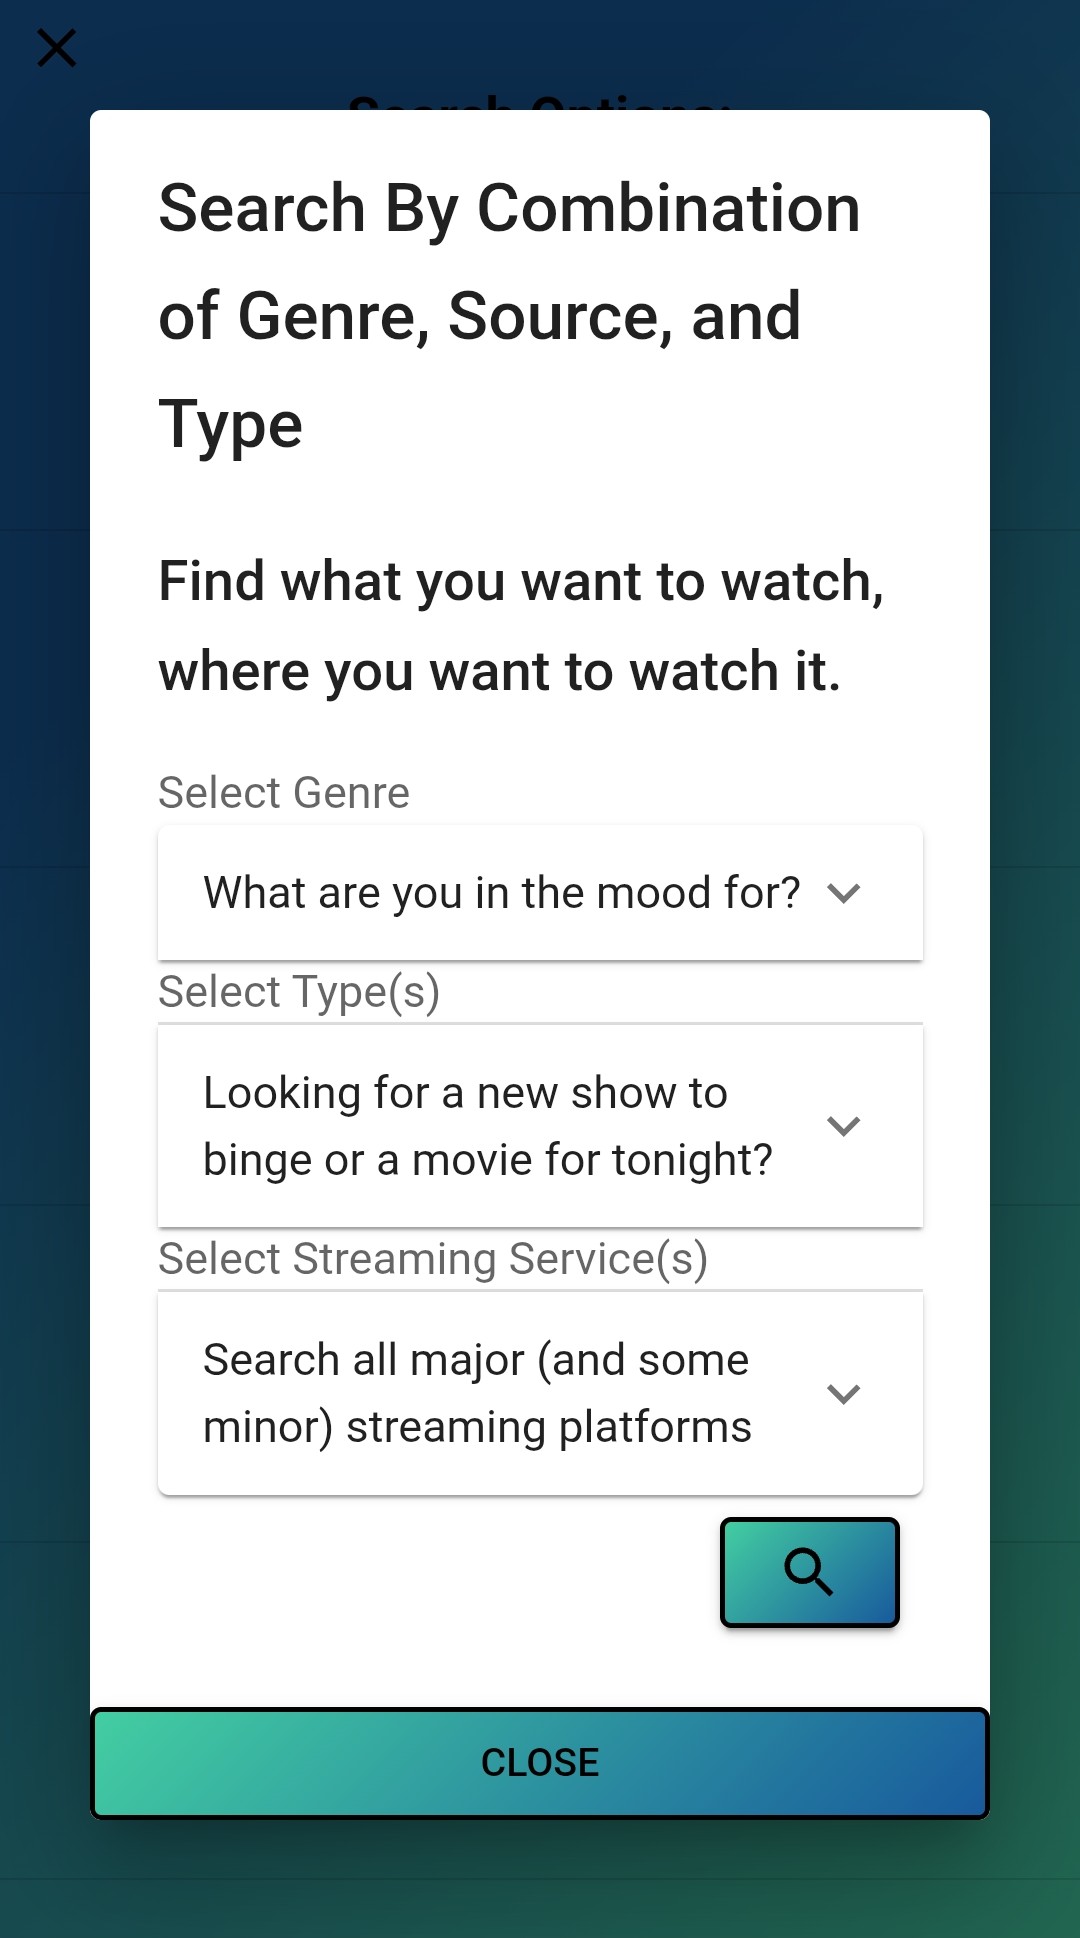 Search Options:
Search By Combination
of Genre, Source, and
Type
Find what you want to watch,
where you want to watch it.
Select Genre
What are you in the mood for?
Select Type(s)
Looking for a new show to
binge or a movie for tonight?
Select Streaming Service(s)
Search all major (and some
minor) streaming platforms
CLOSE